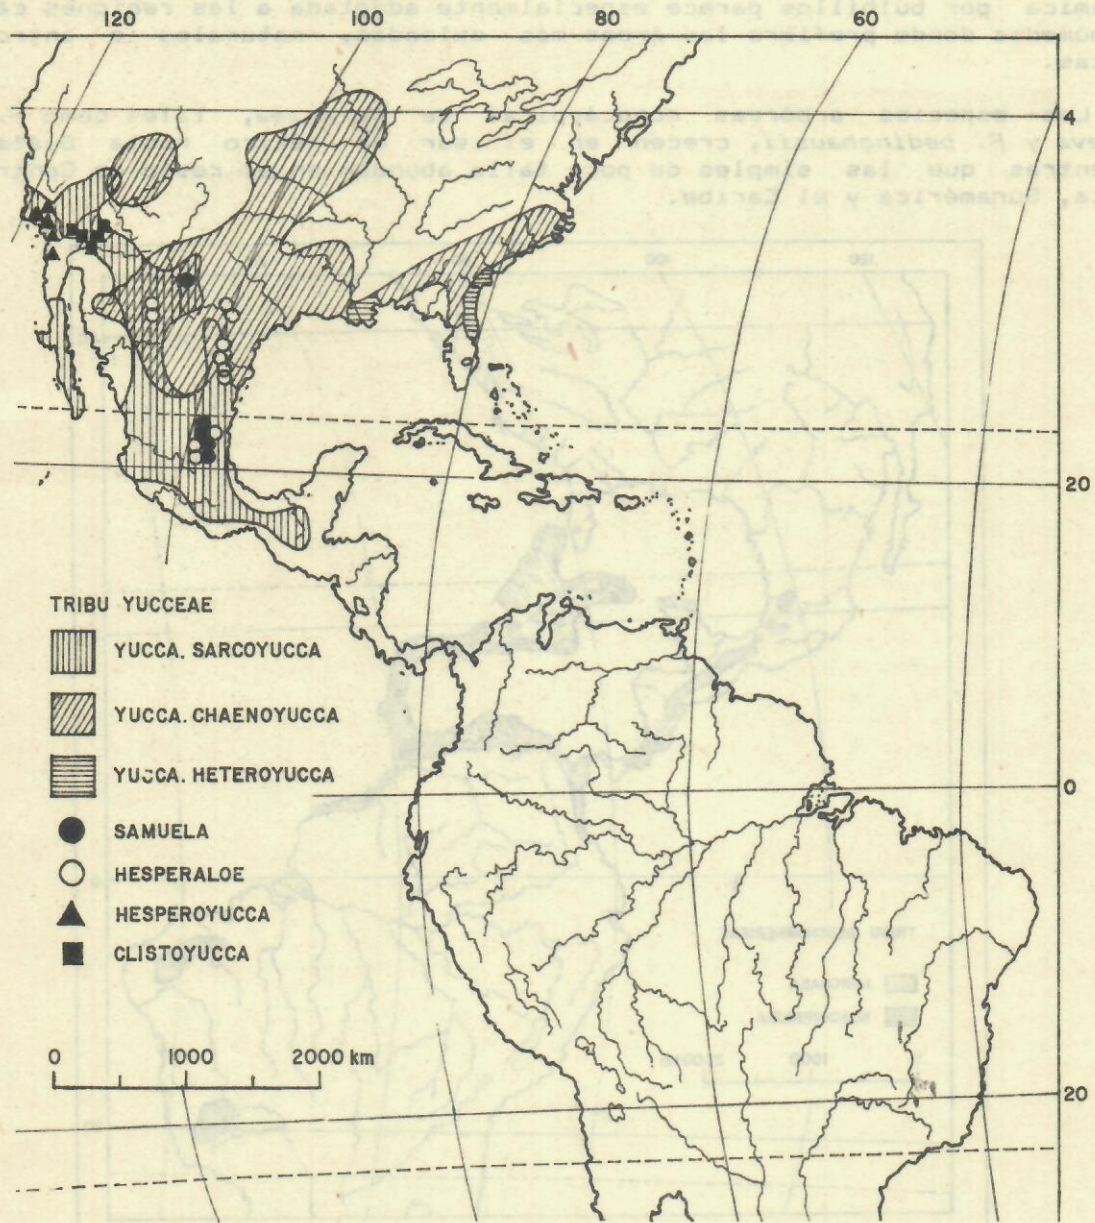 120 100 80 60
4
20
TRIBU YUCCEAE
YUCCA. SARCOYUCCA
YUCCA. CHAENOYUCCA
YUCCA. HETEROYUCCA
0
SAMUELA
HESPERALOE
HESPEROYUCCA
CLISTOYUCCA
0 1000 2000 km
20